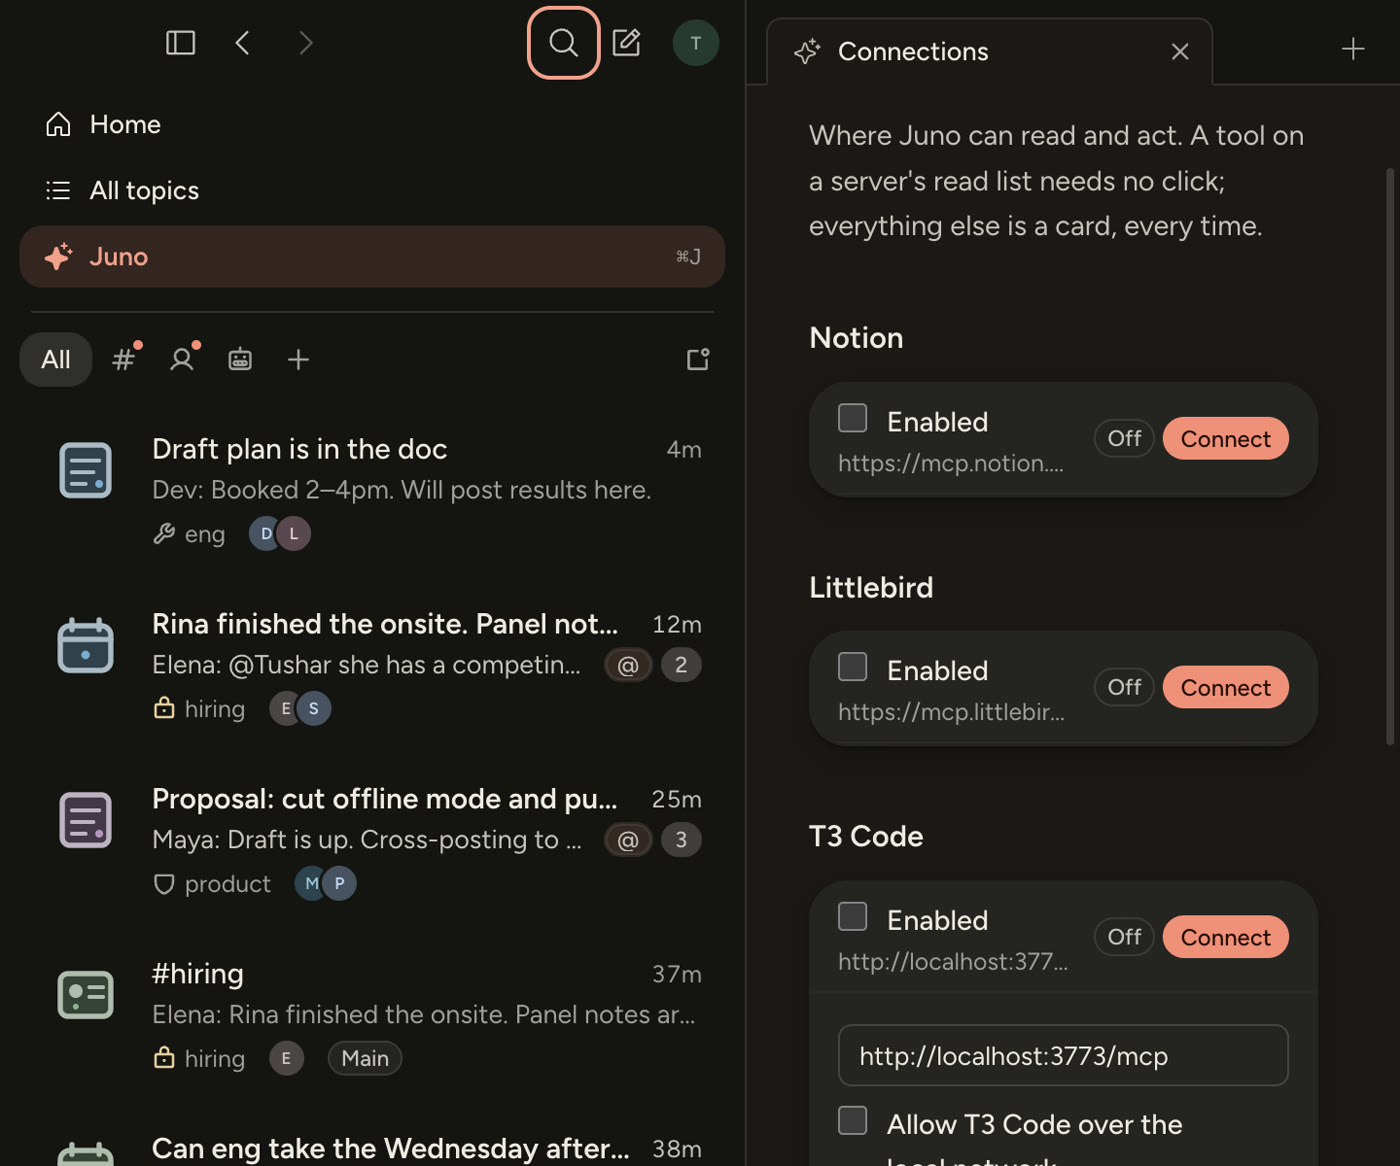 T
Home
All topics
Juno
⌘J
All
Draft plan is in the doc
4m
Dev: Booked 2–4pm. Will post results here.
eng
D
L
Rina finished the onsite. Panel not...
12m
Elena: @Tushar she has a competin...
@
2
hiring
E
S
Proposal: cut offline mode and pu...
25m
Maya: Draft is up. Cross-posting to ...
@
3
product
M
P
#hiring
37m
Elena: Rina finished the onsite. Panel notes ar...
hiring
E
Main
Can eng take the Wednesday after...
38m
Connections
Where Juno can read and act. A tool on
a server's read list needs no click;
everything else is a card, every time.
Notion
Enabled
Off
Connect
https://mcp.notion....
Littlebird
Enabled
Off
Connect
https://mcp.littlebir...
T3 Code
Enabled
Off
Connect
http://localhost:377...
http://localhost:3773/mcp
Allow T3 Code over the
local network